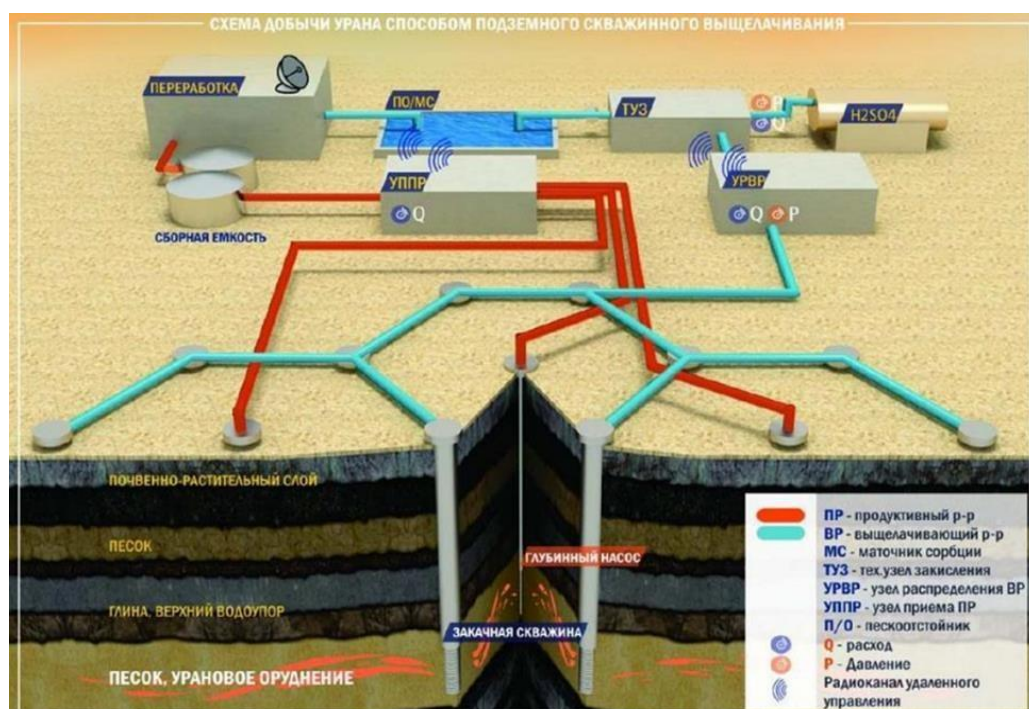 СХЕМА ДОБЫЧИ УРАНА СПОСОБОМ ПОДЗЕМНОГО СКВАЖИННОГО ВЫЩЕЛАЧИВАНИЯ
ПЕРЕРАБОТКА
ПО/МС
ТУЗ
P
Q
H2SO4
УППР
Q
УРВР
Q
P
СБОРНАЯ ЕМКОСТЬ
ПОЧВЕННО-РАСТИТЕЛЬНЫЙ СЛОЙ
ПЕСОК
ГЛУБИННЫЙ НАСОС
ГЛИНА, ВЕРХНИЙ ВОДОУПОР
ЗАКАЧНАЯ СКВАЖИНА
ПЕСОК, УРАНОВОЕ ОРУДНЕНИЕ
ПР - продуктивный р-р
ВР - выщелачивающий р-р
МС - маточник сорбции
ТУЗ - тех.узел закисления
УРВР - узел распределения ВР
УППР - узел приема ПР
П/О - пескоотстойник
Q - расход
P - Давление
Радиоканал удаленного
управления